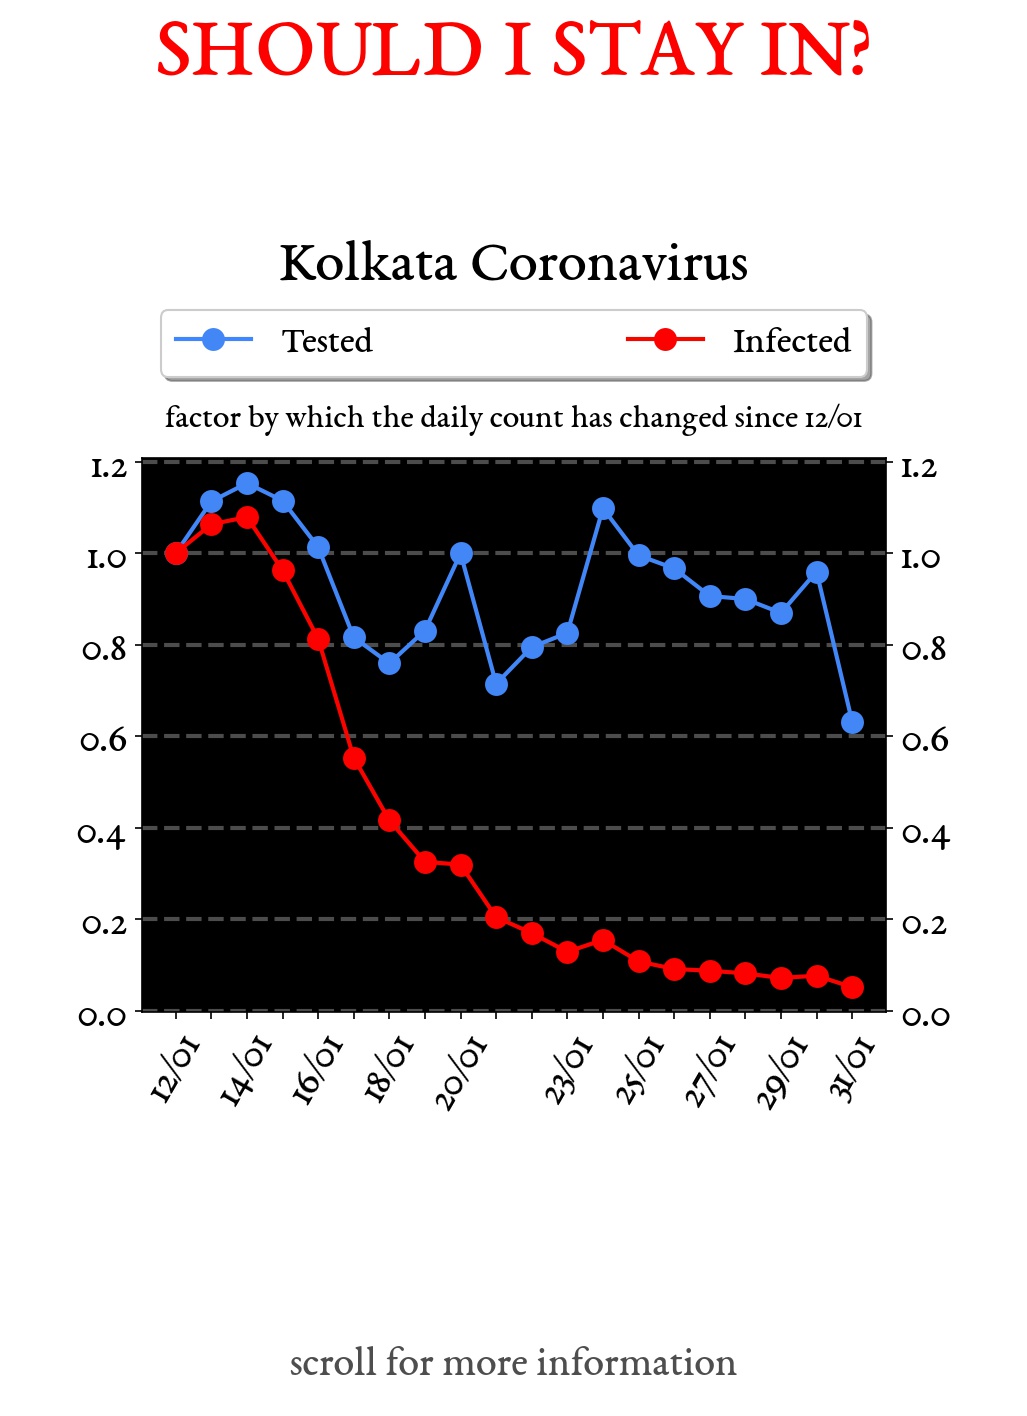 SHOULD I STAY IN?
Kolkata Coronavirus
Tested Infected
factor by which the daily count has changed since 12/01
1.2 1.2
1.0 1.0
0.8 0.8
0.6 0.6
0.4 0.4
0.2 0.2
0.0 0.0
12/01 14/01 16/01 18/01 20/01 23/01 25/01 27/01 29/01 31/01
scroll for more information